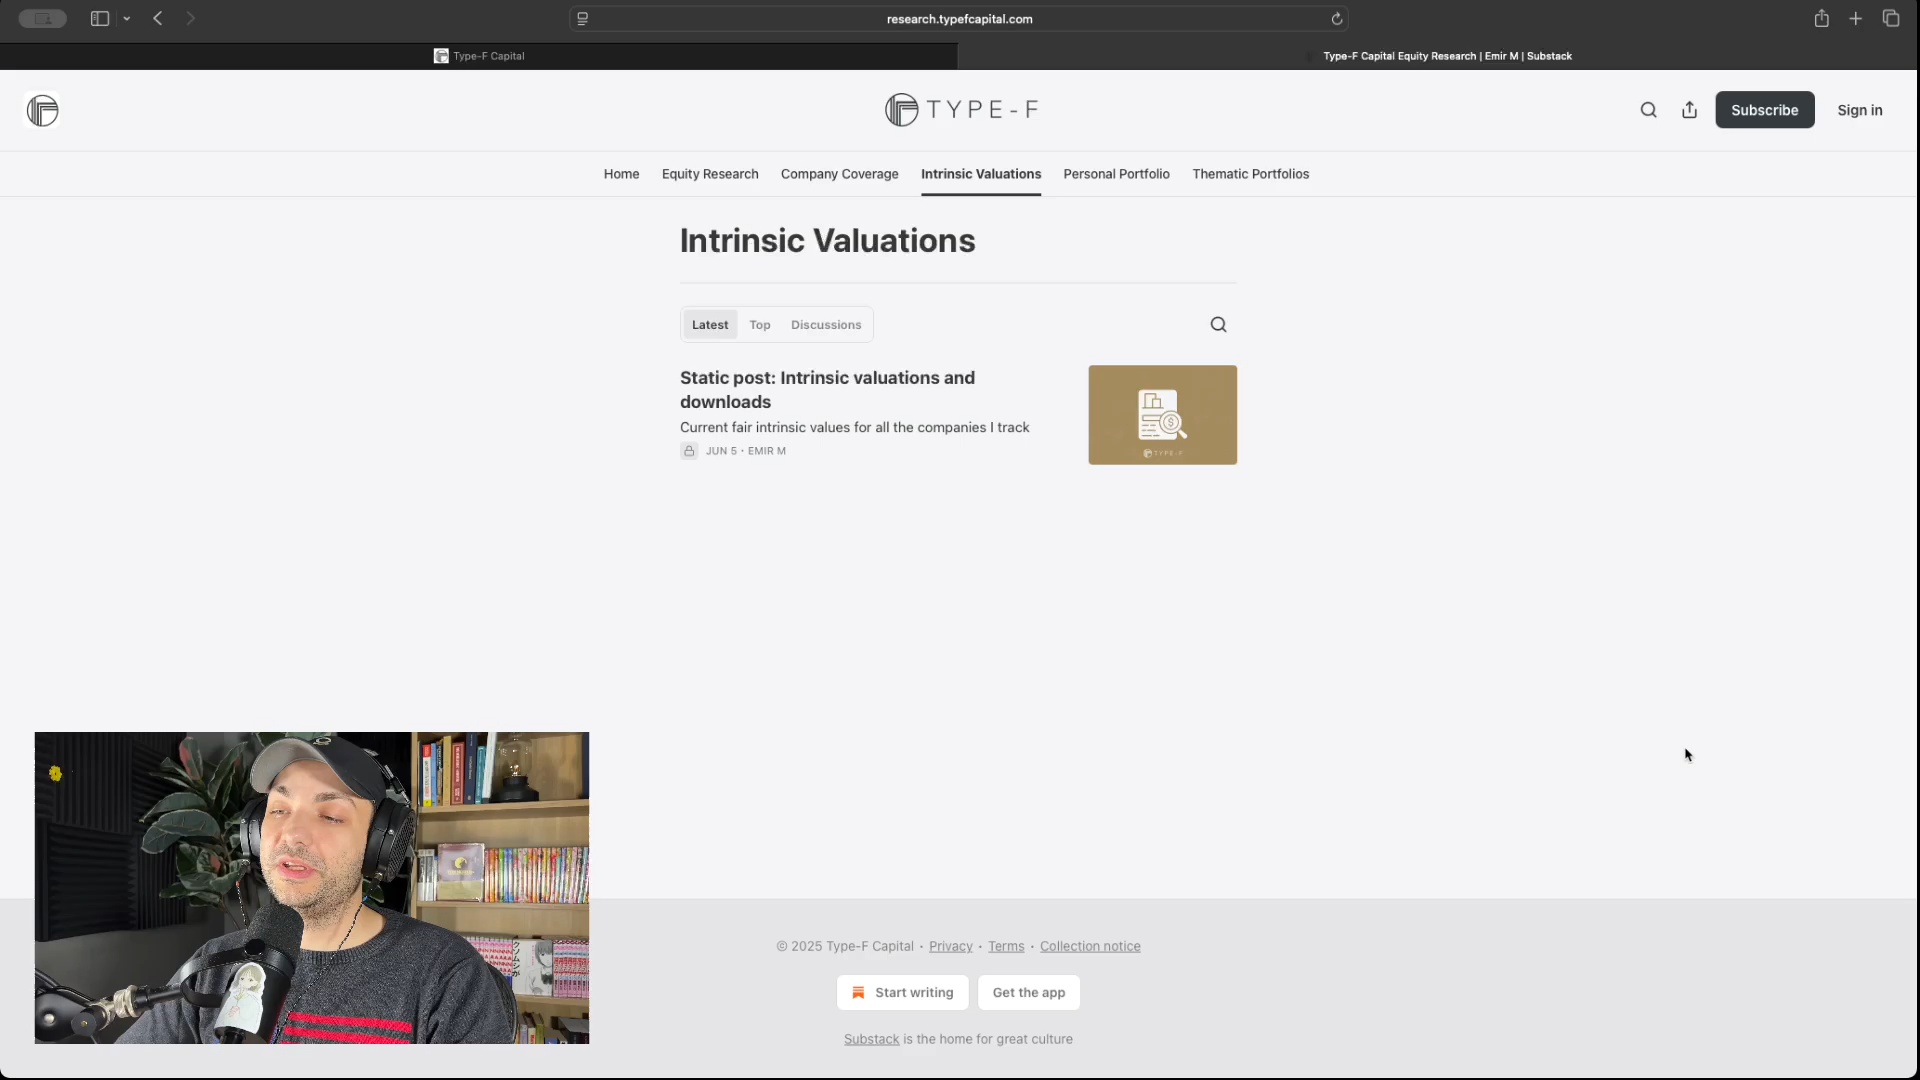 research.typefcapital.com
Type-F Capital
Type-F Capital Equity Research | Emir M | Substack
TYPE-F
Subscribe
Sign in
Home
Equity Research
Company Coverage
Intrinsic Valuations
Personal Portfolio
Thematic Portfolios
Intrinsic Valuations
Latest
Top
Discussions
Static post: Intrinsic valuations and
downloads
Current fair intrinsic values for all the companies I track
JUN 5 • EMIR M
TYPE-F
© 2025 Type-F Capital · Privacy · Terms · Collection notice
Start writing
Get the app
Substack is the home for great culture